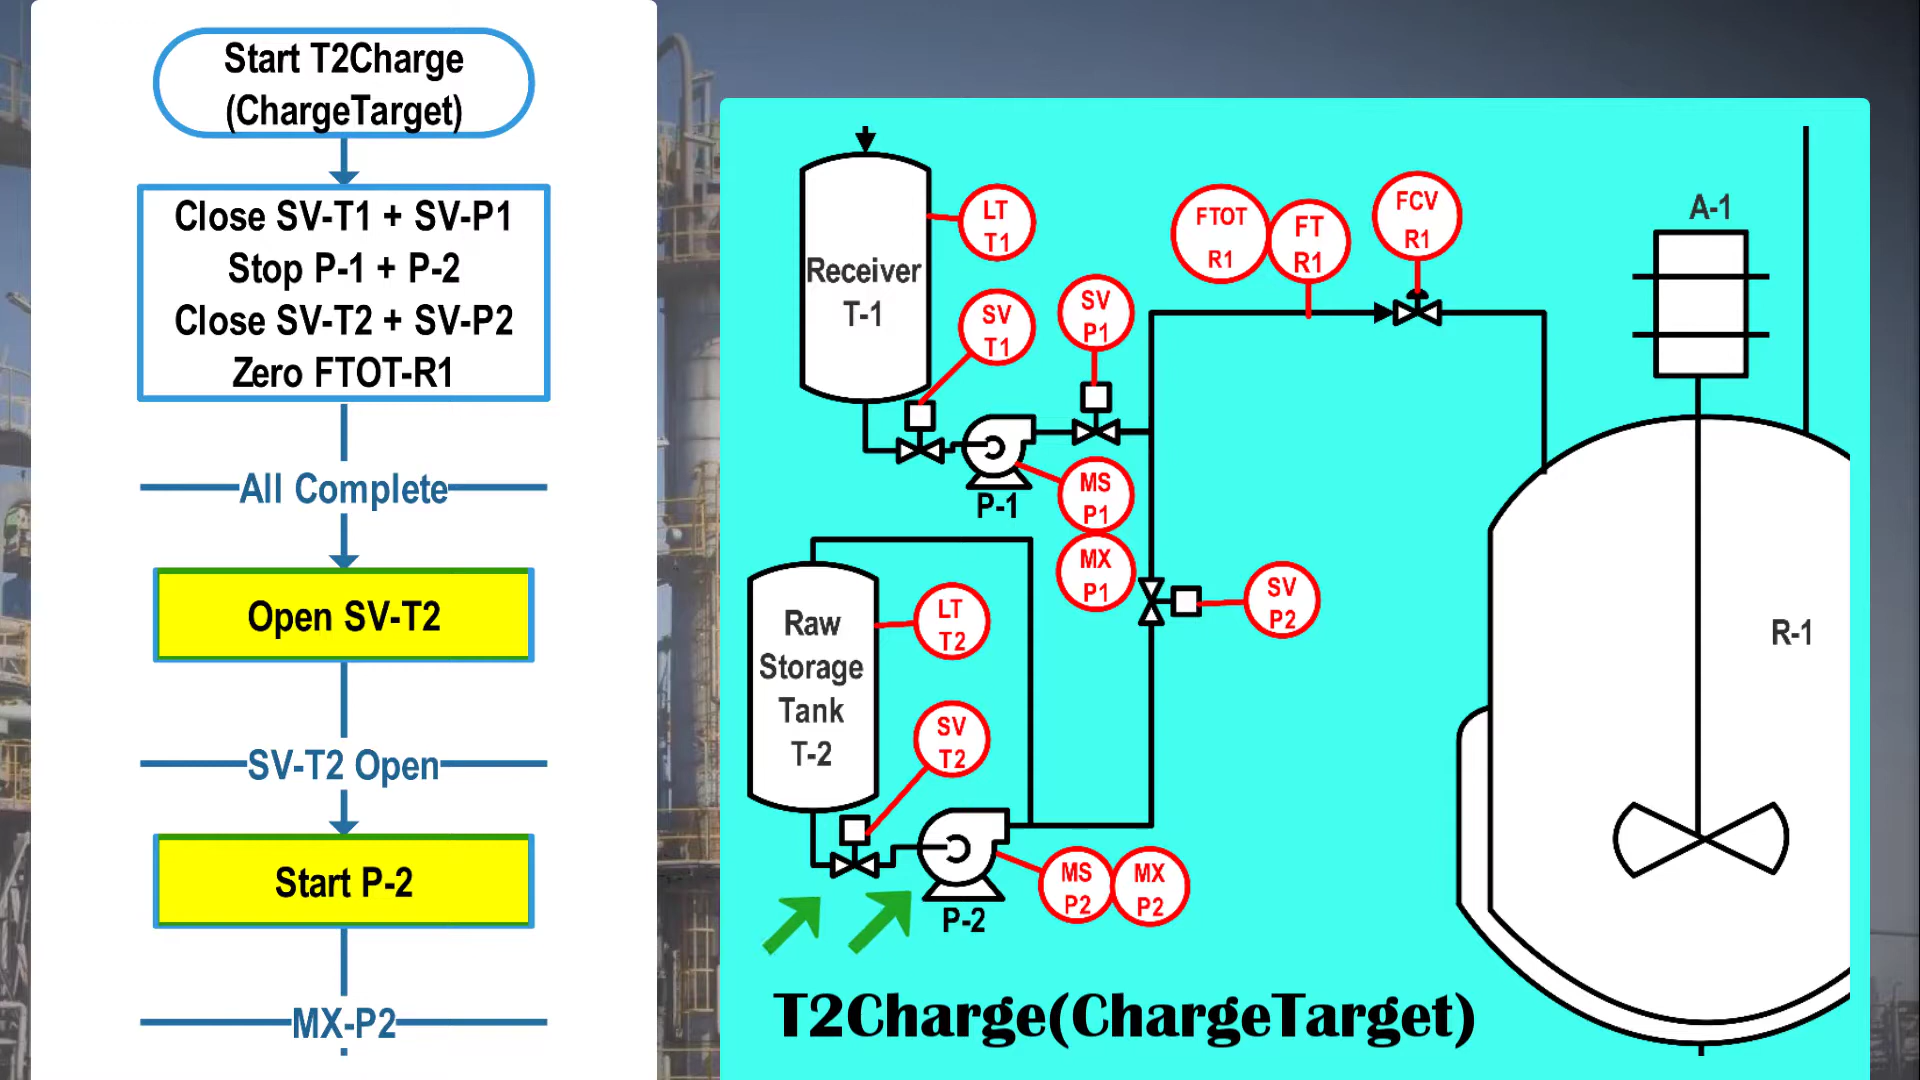 Start T2Charge
(ChargeTarget)
Close SV-T1 + SV-P1
Stop P-1 + P-2
Close SV-T2 + SV-P2
Zero FTOT-R1
All Complete
Open SV-T2
SV-T2 Open
Start P-2
MX-P2
Receiver
T-1
LT
T1
SV
T1
SV
P1
P-1
MS
P1
MX
P1
FTOT
R1
FT
R1
FCV
R1
A-1
R-1
Raw
Storage
Tank
T-2
LT
T2
SV
T2
SV
P2
P-2
MS
P2
MX
P2
T2Charge(ChargeTarget)